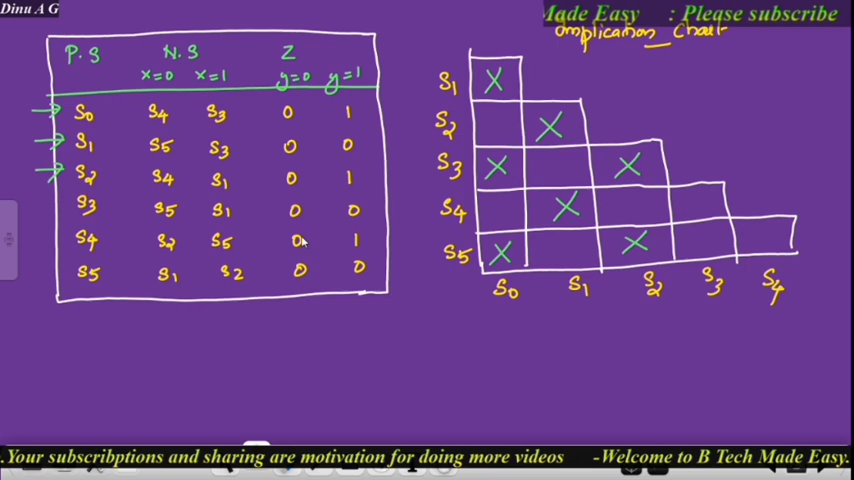 Dinu A G
Made Easy : Please subscribe
Implication Chart
P.S N.S Z
x=0 x=1 y=0 y=1
S0 S4 S3 0 1
S1 S5 S3 0 0
S2 S4 S1 0 1
S3 S5 S1 0 0
S4 S2 S5 0 1
S5 S1 S2 0 0
S1 X
S2 X
S3 X X
S4 X
S5 X X
S0 S1 S2 S3 S4
.Your subscribptions and sharing are motivation for doing more videos -Welcome to B Tech Made Easy.